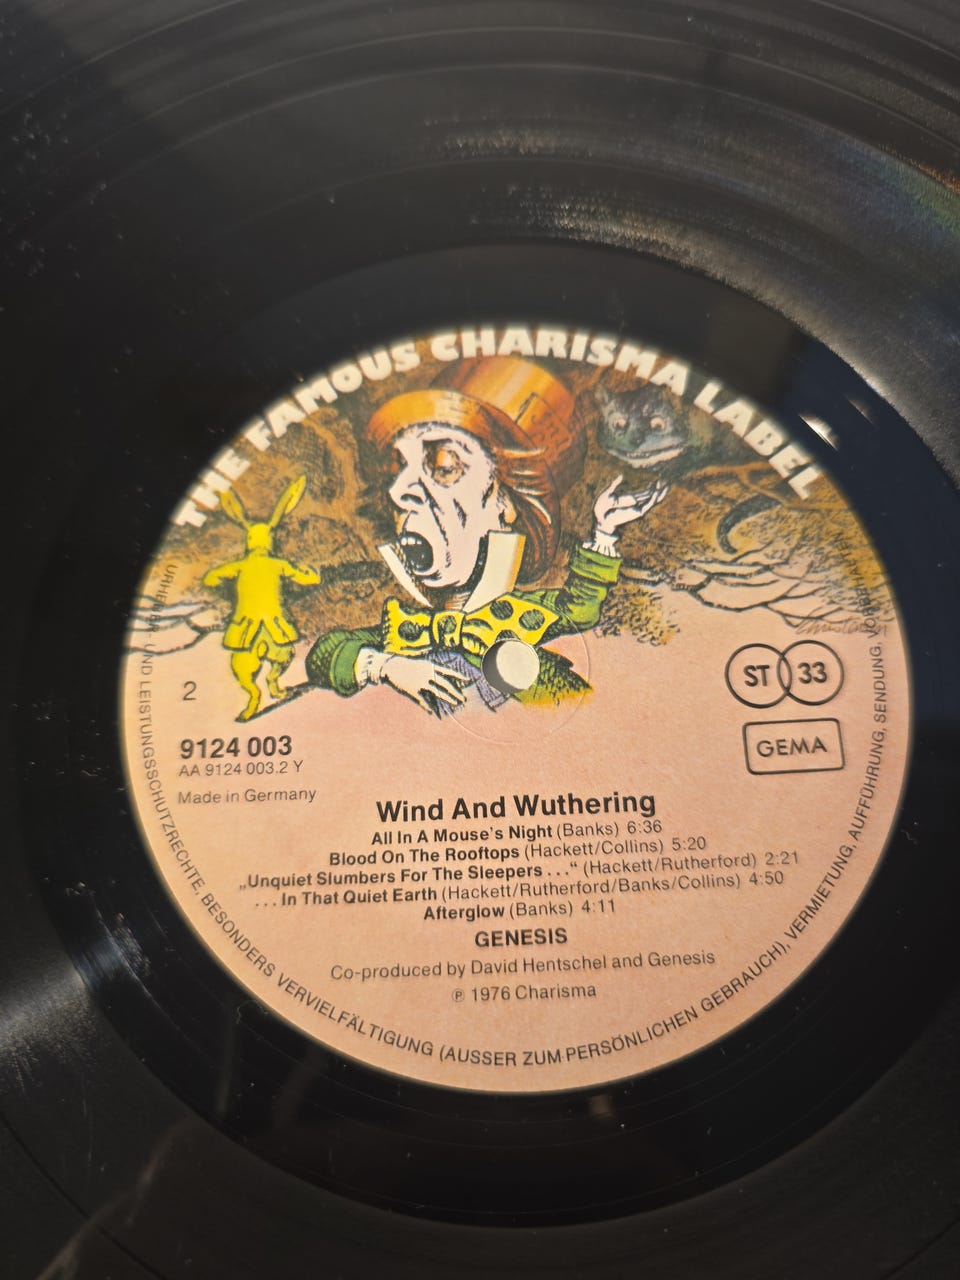 THE FAMOUS CHARISMA LABEL
2
ST 33
9124 003
GEMA
AA 9124 003.2 Y
Made in Germany
Wind And Wuthering
All In A Mouse's Night (Banks) 6:36
Blood On The Rooftops (Hackett/Collins) 5:20
„Unquiet Slumbers For The Sleepers . . .“ (Hackett/Rutherford) 2:21
. . . In That Quiet Earth (Hackett/Rutherford/Banks/Collins) 4:50
Afterglow (Banks) 4:11
GENESIS
Co-produced by David Hentschel and Genesis
℗ 1976 Charisma
URHEBER- UND LEISTUNGSSCHUTZRECHTE, BESONDERS VERVIELFÄLTIGUNG (AUSSER ZUM PERSÖNLICHEN GEBRAUCH), VERMIETUNG, AUFFÜHRUNG, SENDUNG,